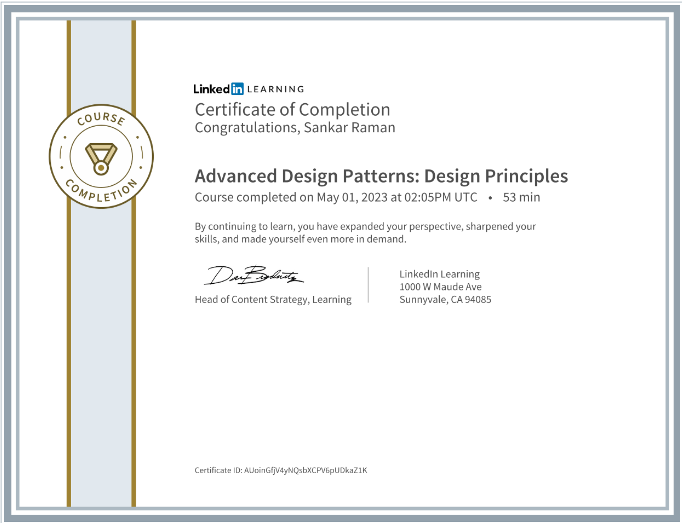 LinkedIn LEARNING
Certificate of Completion
Congratulations, Sankar Raman
COURSE
COMPLETION
Advanced Design Patterns: Design Principles
Course completed on May 01, 2023 at 02:05PM UTC • 53 min
By continuing to learn, you have expanded your perspective, sharpened your
skills, and made yourself even more in demand.
Head of Content Strategy, Learning
LinkedIn Learning
1000 W Maude Ave
Sunnyvale, CA 94085
Certificate ID: AUoinGfjV4yNQsbXCPV6pUDkaZ1K